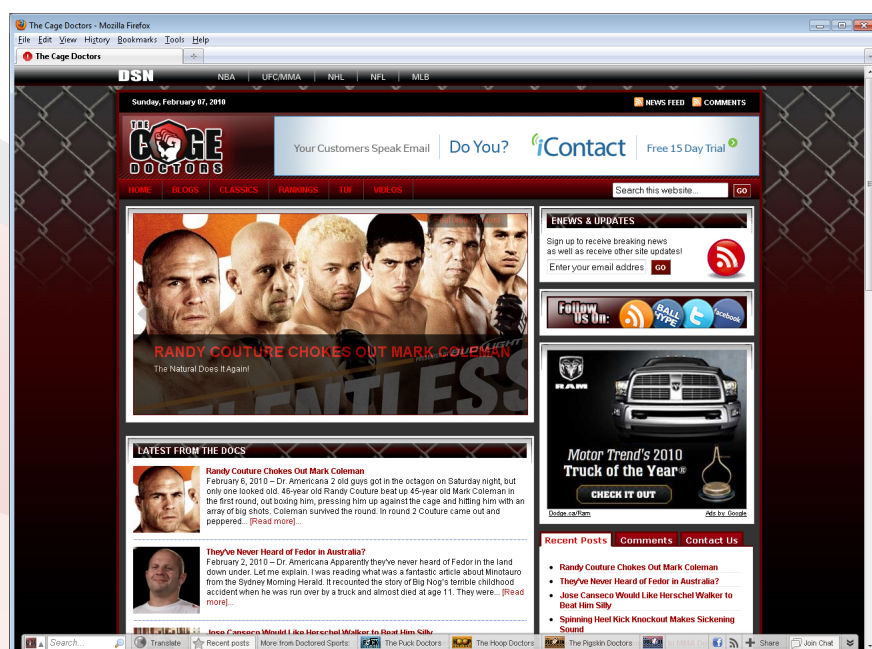 The Cage Doctors - Mozilla Firefox
File Edit View History Bookmarks Tools Help
The Cage Doctors
DSN NBA UFC/MMA NHL NFL MLB
Sunday, February 07, 2010 NEWS FEED COMMENTS
THE CAGE DOCTORS
Your Customers Speak Email Do You? iContact Free 15 Day Trial
HOME BLOGS CLASSICS RANKINGS TUF VIDEOS
Search this website... GO
RANDY COUTURE CHOKES OUT MARK COLEMAN
The Natural Does It Again!
ENEWS & UPDATES
Sign up to receive breaking news
as well as receive other site updates!
Enter your email addres GO
Follow Us On: BALL HYPE facebook
RAM
Motor Trend's 2010
Truck of the Year®
CHECK IT OUT
Dodge.ca/Ram Ads by Google
LATEST FROM THE DOCS
Randy Couture Chokes Out Mark Coleman
February 6, 2010 – Dr. Americana 2 old guys got in the octagon on Saturday night, but
only one looked old. 46-year old Randy Couture beat up 45-year old Mark Coleman in
the first round, out boxing him, pressing him up against the cage and hitting him with an
array of big shots. Coleman survived the round. In round 2 Couture came out and
peppered... [Read more]...
They've Never Heard of Fedor in Australia?
February 2, 2010 – Dr. Americana Apparently they've never heard of Fedor in the land
down under. Let me explain. I was reading what was a fantastic article about Minotauro
from the Sydney Morning Herald. It recounted the story of Big Nog's terrible childhood
accident when he was run over by a truck and almost died at age 11. They were... [Read
more]...
Jose Canseco Would Like Herschel Walker to Beat Him Silly
Recent Posts Comments Contact Us
Randy Couture Chokes Out Mark Coleman
They've Never Heard of Fedor in Australia?
Jose Canseco Would Like Herschel Walker to
Beat Him Silly
Spinning Heel Kick Knockout Makes Sickening
Sound
Search... Translate Recent posts More from Doctored Sports: The Puck Doctors The Hoop Doctors The Pigskin Doctors Share Join Chat